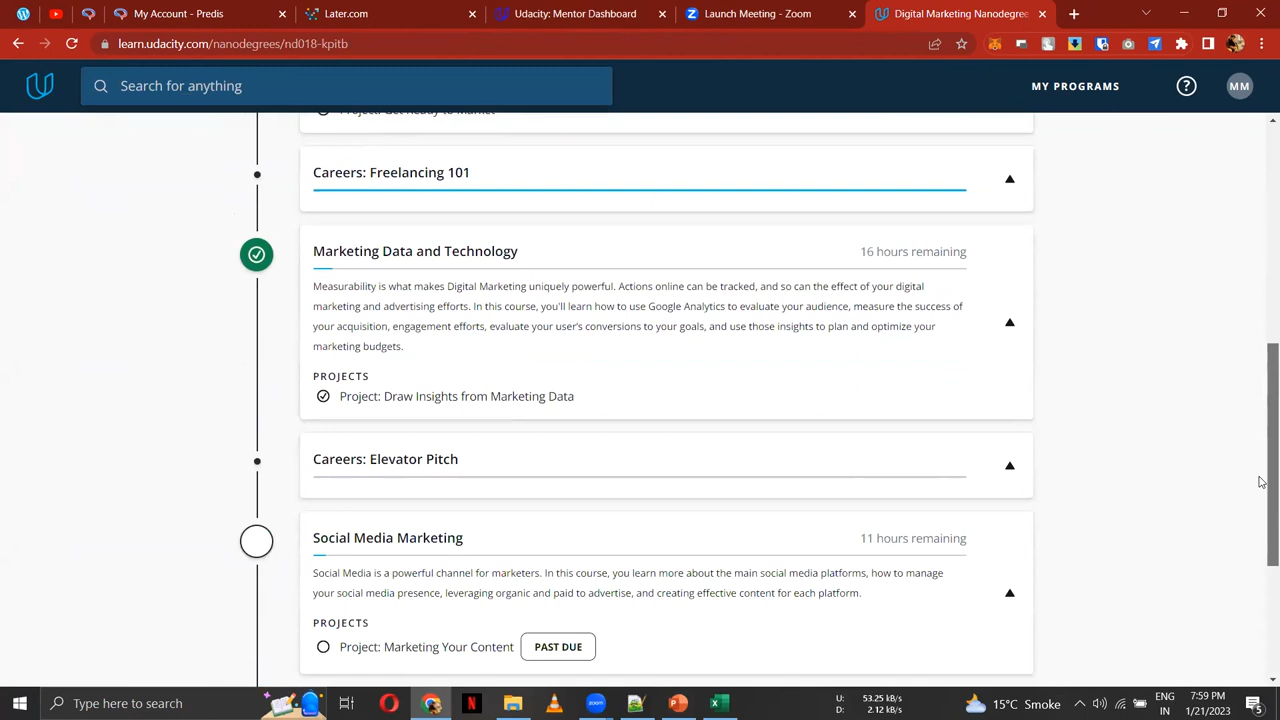 My Account - Predis
Later.com
Udacity: Mentor Dashboard
Launch Meeting - Zoom
Digital Marketing Nanodegree
learn.udacity.com/nanodegrees/nd018-kpitb
Search for anything
MY PROGRAMS
MM
Project: Get Ready to Market
Careers: Freelancing 101
Marketing Data and Technology
16 hours remaining
Measurability is what makes Digital Marketing uniquely powerful. Actions online can be tracked, and so can the effect of your digital
marketing and advertising efforts. In this course, you'll learn how to use Google Analytics to evaluate your audience, measure the success of
your acquisition, engagement efforts, evaluate your user's conversions to your goals, and use those insights to plan and optimize your
marketing budgets.
PROJECTS
Project: Draw Insights from Marketing Data
Careers: Elevator Pitch
Social Media Marketing
11 hours remaining
Social Media is a powerful channel for marketers. In this course, you learn more about the main social media platforms, how to manage
your social media presence, leveraging organic and paid to advertise, and creating effective content for each platform.
PROJECTS
Project: Marketing Your Content
PAST DUE
Type here to search
U: 53.25 kB/s
D: 2.12 kB/s
15°C Smoke
ENG
IN
7:59 PM
1/21/2023
5